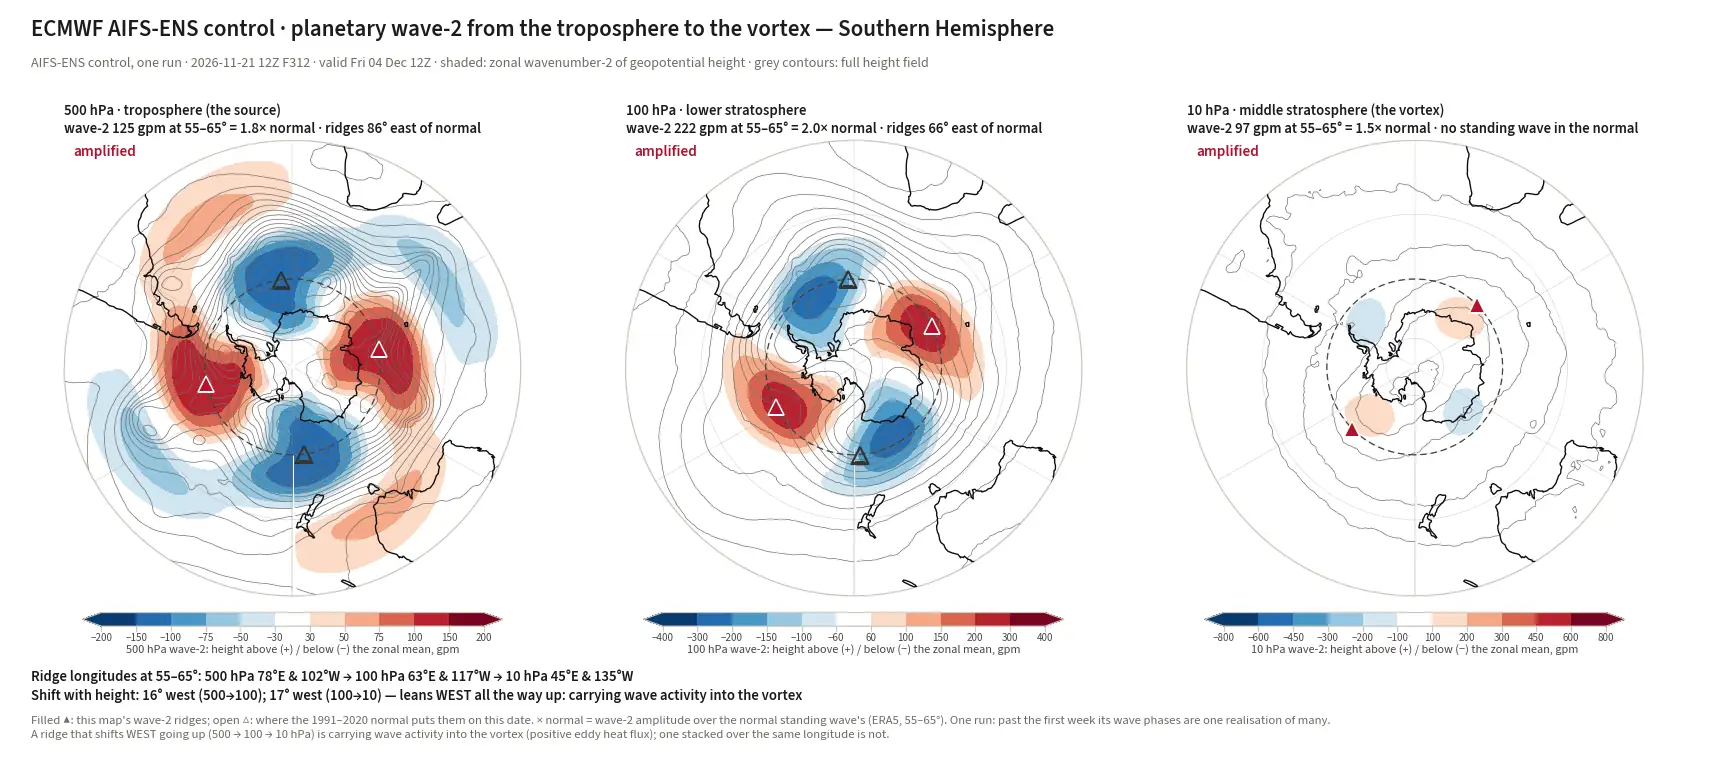 ECMWF AIFS-ENS control · planetary wave-2 from the troposphere to the vortex — Southern Hemisphere
AIFS-ENS control, one run · 2026-11-21 12Z F312 · valid Fri 04 Dec 12Z · shaded: zonal wavenumber-2 of geopotential height · grey contours: full height field
500 hPa · troposphere (the source)
wave-2 125 gpm at 55–65° = 1.8× normal · ridges 86° east of normal
amplified
100 hPa · lower stratosphere
wave-2 222 gpm at 55–65° = 2.0× normal · ridges 66° east of normal
amplified
10 hPa · middle stratosphere (the vortex)
wave-2 97 gpm at 55–65° = 1.5× normal · no standing wave in the normal
amplified
−200 −150 −100 −75 −50 −30 30 50 75 100 150 200
500 hPa wave-2: height above (+) / below (−) the zonal mean, gpm
−400 −300 −200 −150 −100 −60 60 100 150 200 300 400
100 hPa wave-2: height above (+) / below (−) the zonal mean, gpm
−800 −600 −450 −300 −200 −100 100 200 300 450 600 800
10 hPa wave-2: height above (+) / below (−) the zonal mean, gpm
Ridge longitudes at 55–65°: 500 hPa 78°E & 102°W → 100 hPa 63°E & 117°W → 10 hPa 45°E & 135°W
Shift with height: 16° west (500→100); 17° west (100→10) — leans WEST all the way up: carrying wave activity into the vortex
Filled ▲: this map's wave-2 ridges; open △: where the 1991–2020 normal puts them on this date. × normal = wave-2 amplitude over the normal standing wave's (ERA5, 55–65°). One run: past the first week its wave phases are one realisation of many.
A ridge that shifts WEST going up (500 → 100 → 10 hPa) is carrying wave activity into the vortex (positive eddy heat flux); one stacked over the same longitude is not.